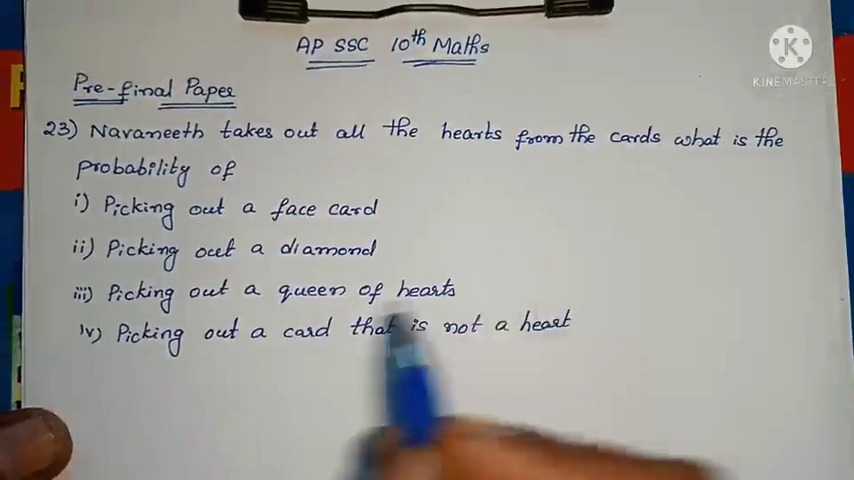 AP SSC 10th Maths
K
KINEMASTER
Pre-final Paper
23) Navaneeth takes out all the hearts from the cards what is the
probability of
i) Picking out a face card
ii) Picking out a diamond
iii) Picking out a queen of hearts
iv) Picking out a card that is not a heart